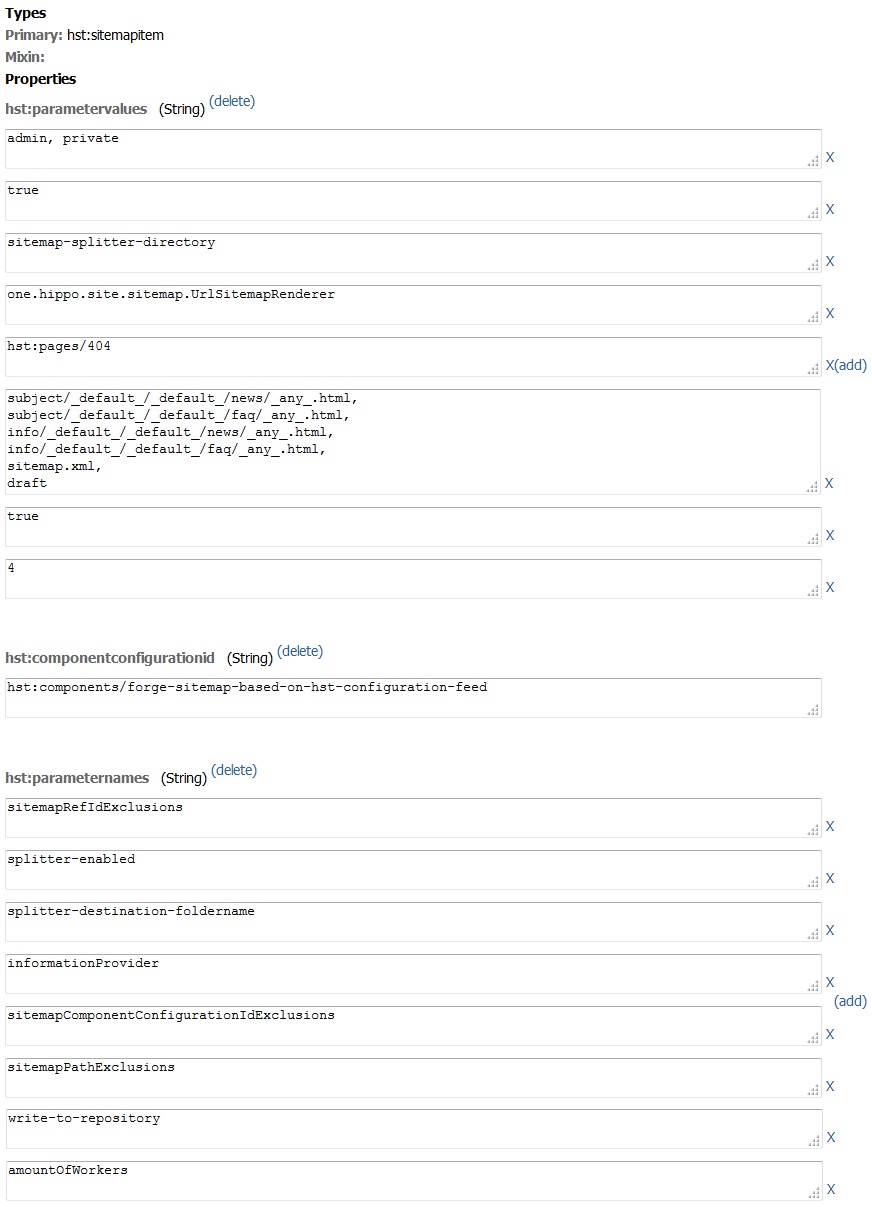 Types
Primary: hst:sitemapitem
Mixin:
Properties
hst:parametervalues (String) (delete)
admin, private
X
true
X
sitemap-splitter-directory
X
one.hippo.site.sitemap.UrlSitemapRenderer
X
hst:pages/404
X(add)
subject/_default_/_default_/news/_any_.html,
subject/_default_/_default_/faq/_any_.html,
info/_default_/_default_/news/_any_.html,
info/_default_/_default_/faq/_any_.html,
sitemap.xml,
draft
X
true
X
4
X
hst:componentconfigurationid (String) (delete)
hst:components/forge-sitemap-based-on-hst-configuration-feed
hst:parameternames (String) (delete)
sitemapRefIdExclusions
X
splitter-enabled
X
splitter-destination-foldername
X
informationProvider
X
(add)
sitemapComponentConfigurationIdExclusions
X
sitemapPathExclusions
X
write-to-repository
X
amountOfWorkers
X